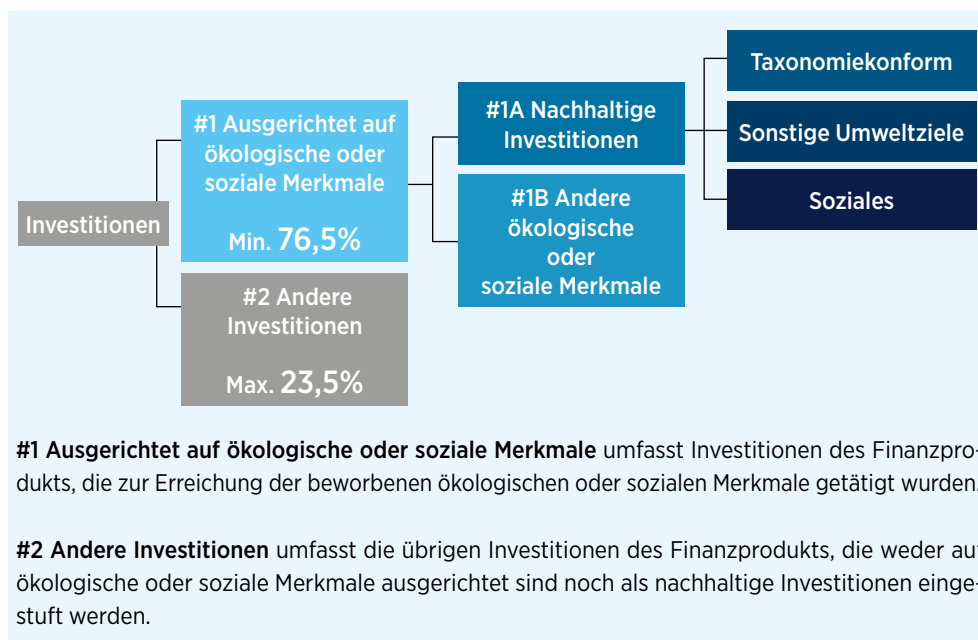 Investitionen
#1 Ausgerichtet auf
ökologische oder
soziale Merkmale
Min. 76,5%
#2 Andere
Investitionen
Max. 23,5%
#1A Nachhaltige
Investitionen
#1B Andere
ökologische
oder
soziale Merkmale
Taxonomiekonform
Sonstige Umweltziele
Soziales
#1 Ausgerichtet auf ökologische oder soziale Merkmale umfasst Investitionen des Finanzpro-
dukts, die zur Erreichung der beworbenen ökologischen oder sozialen Merkmale getätigt wurden.
#2 Andere Investitionen umfasst die übrigen Investitionen des Finanzprodukts, die weder auf
ökologische oder soziale Merkmale ausgerichtet sind noch als nachhaltige Investitionen einge-
stuft werden.